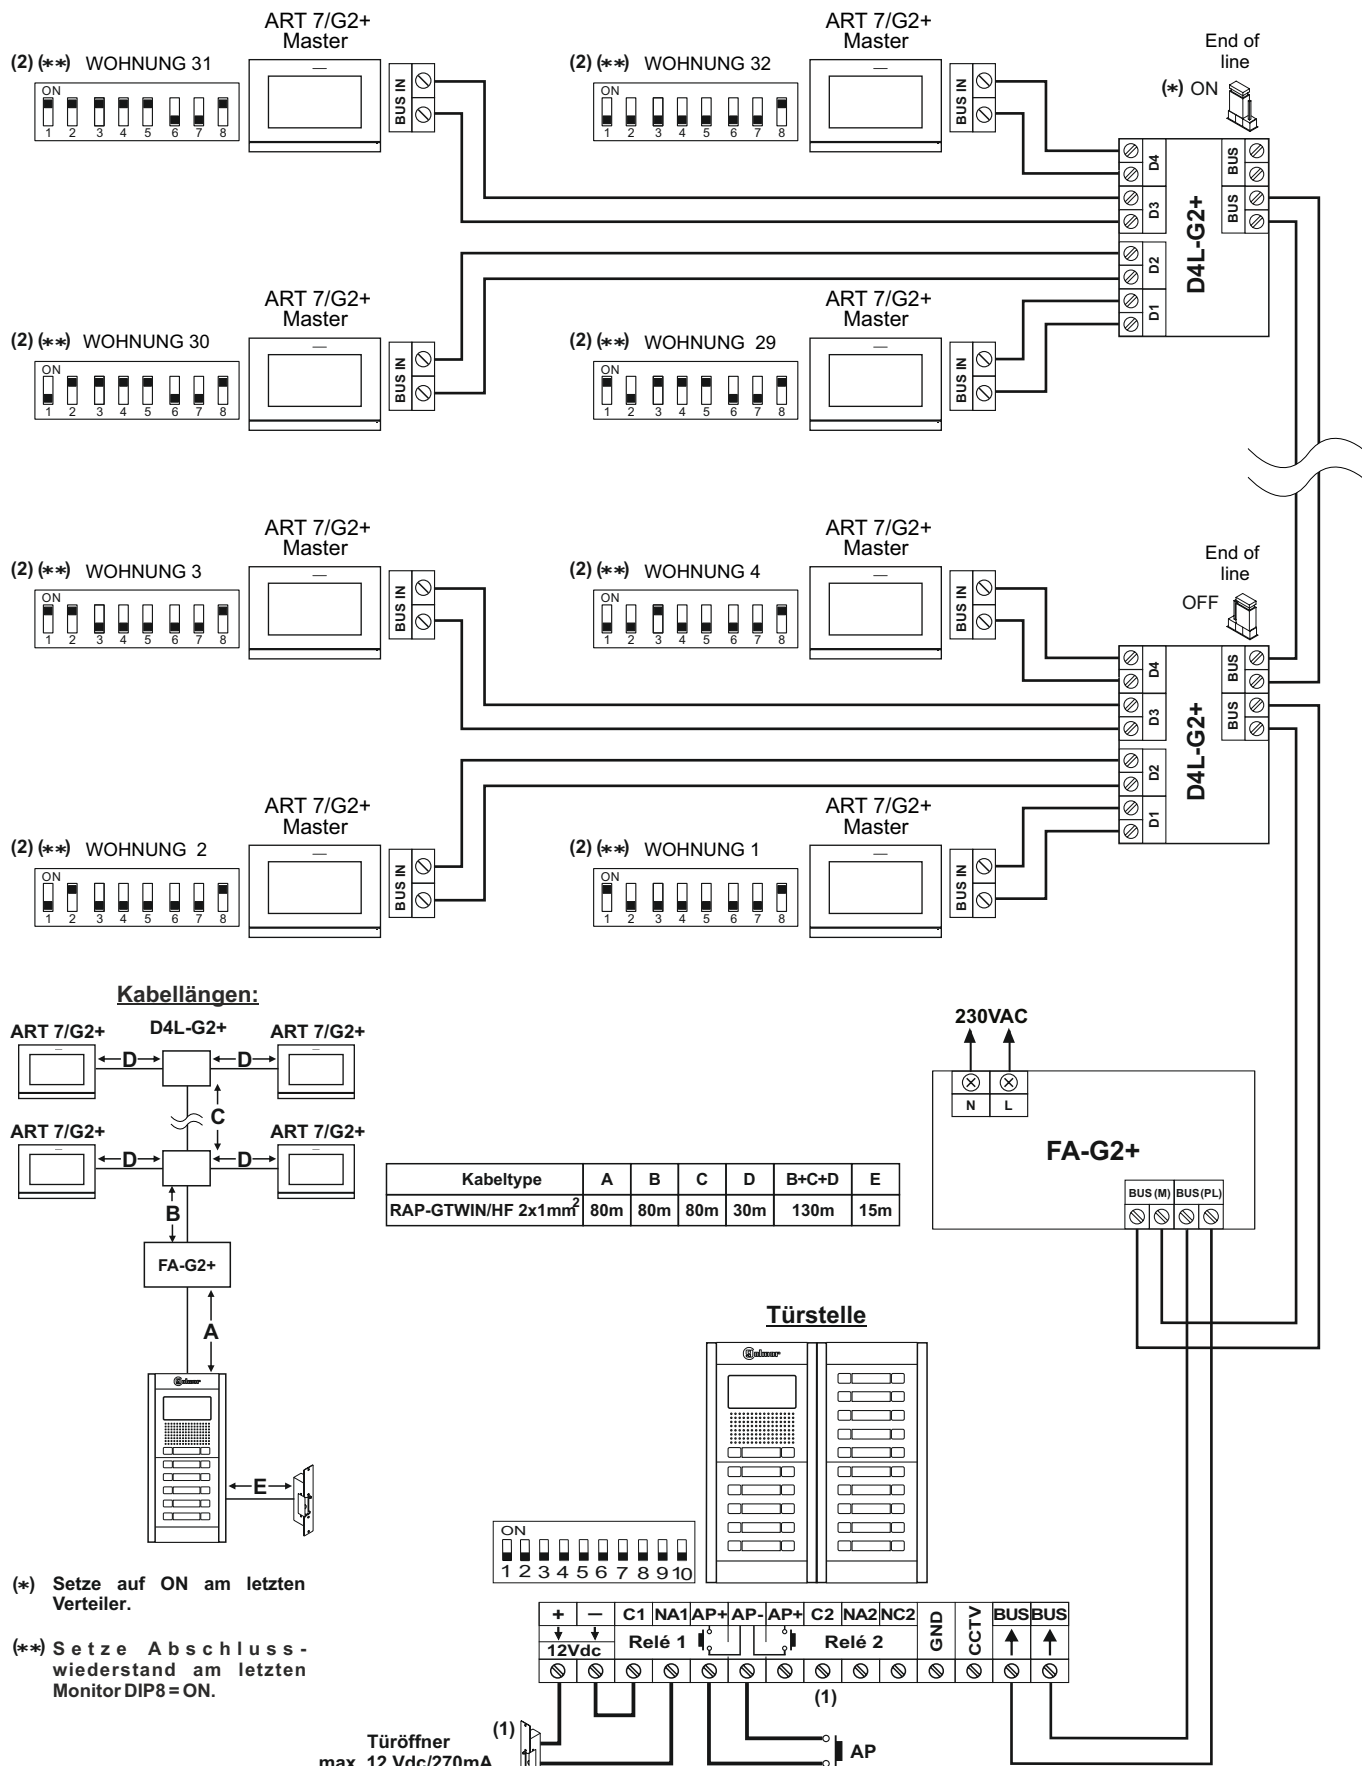 ART 7/G2+
Master
ART 7/G2+
Master
End of
line
(2) (**) WOHNUNG 31
(2) (**) WOHNUNG 32
(*) ON
ON
1 2 3 4 5 6 7 8
BUS IN
ON
1 2 3 4 5 6 7 8
BUS IN
D4
D3
D2
D1
D4L-G2+
BUS
BUS
ART 7/G2+
Master
ART 7/G2+
Master
(2) (**) WOHNUNG 30
(2) (**) WOHNUNG 29
ON
1 2 3 4 5 6 7 8
BUS IN
ON
1 2 3 4 5 6 7 8
BUS IN
ART 7/G2+
Master
ART 7/G2+
Master
End of
line
(2) (**) WOHNUNG 3
(2) (**) WOHNUNG 4
OFF
ON
1 2 3 4 5 6 7 8
BUS IN
ON
1 2 3 4 5 6 7 8
BUS IN
D4
D3
D2
D1
D4L-G2+
BUS
BUS
ART 7/G2+
Master
ART 7/G2+
Master
(2) (**) WOHNUNG 2
(2) (**) WOHNUNG 1
ON
1 2 3 4 5 6 7 8
BUS IN
ON
1 2 3 4 5 6 7 8
BUS IN
Kabellängen:
ART 7/G2+ D4L-G2+ ART 7/G2+
D D
C
ART 7/G2+ ART 7/G2+
D D
B
FA-G2+
A
Golmar
E
Kabeltype A B C D B+C+D E
RAP-GTWIN/HF 2x1mm² 80m 80m 80m 30m 130m 15m
230VAC
N L
FA-G2+
BUS (M) BUS (PL)
Türstelle
Golmar
ON
1 2 3 4 5 6 7 8 9 10
+ – C1 NA1 AP+ AP- AP+ C2 NA2 NC2 GND CCTV BUS BUS
12Vdc Relé 1 Relé 2
(1)
(1)
AP
Türöffner
max. 12 Vdc/270mA
(*) Setze auf ON am letzten
Verteiler.
(**) Setze Abschluss-
wiederstand am letzten
Monitor DIP8 = ON.